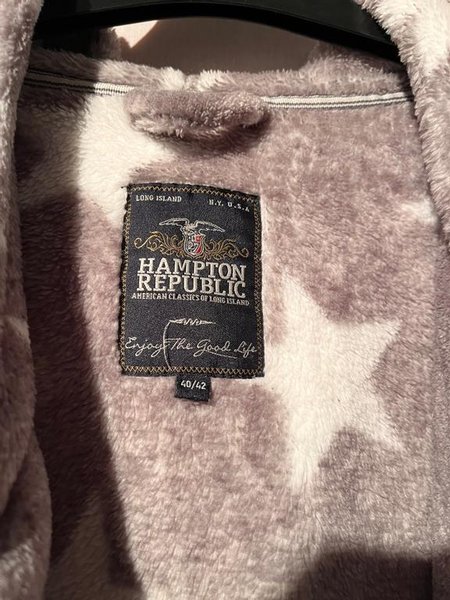 LONG ISLAND N.Y. U.S.A
HAMPTON
REPUBLIC
AMERICAN CLASSICS OF LONG ISLAND
Enjoy The Good Life
40/42